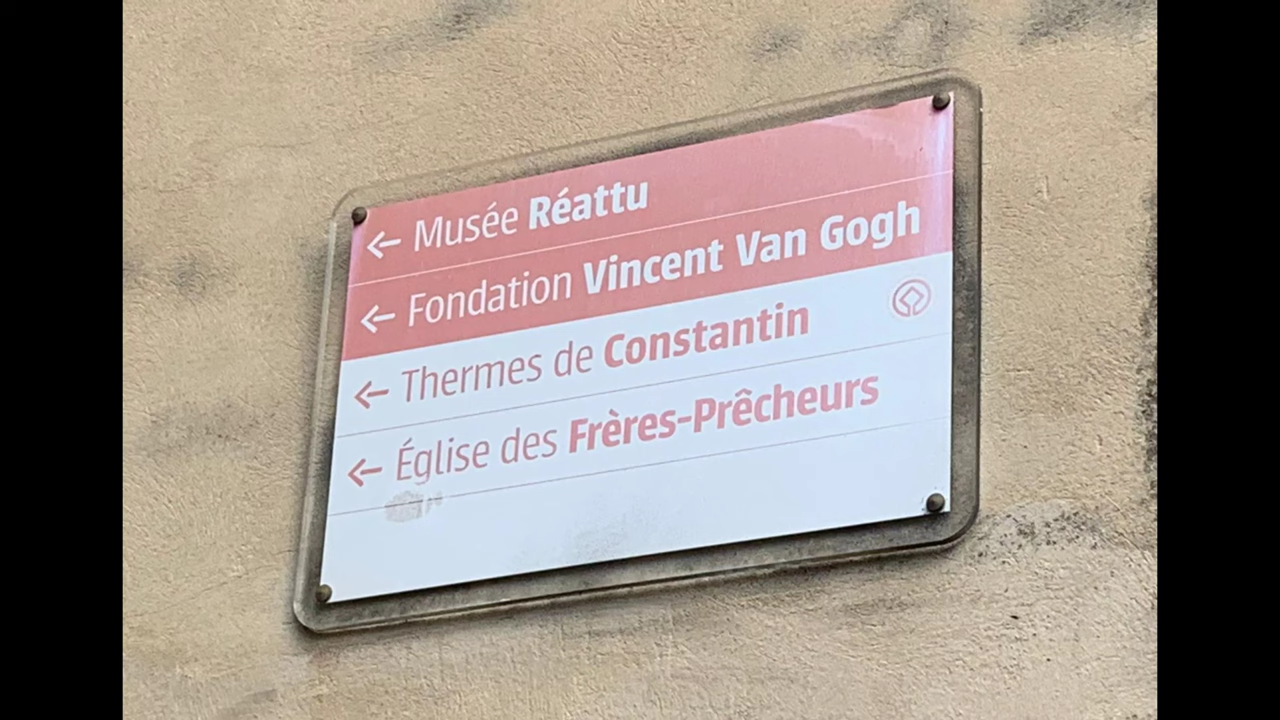 ← Musée Réattu
← Fondation Vincent Van Gogh
← Thermes de Constantin
← Église des Frères-Prêcheurs